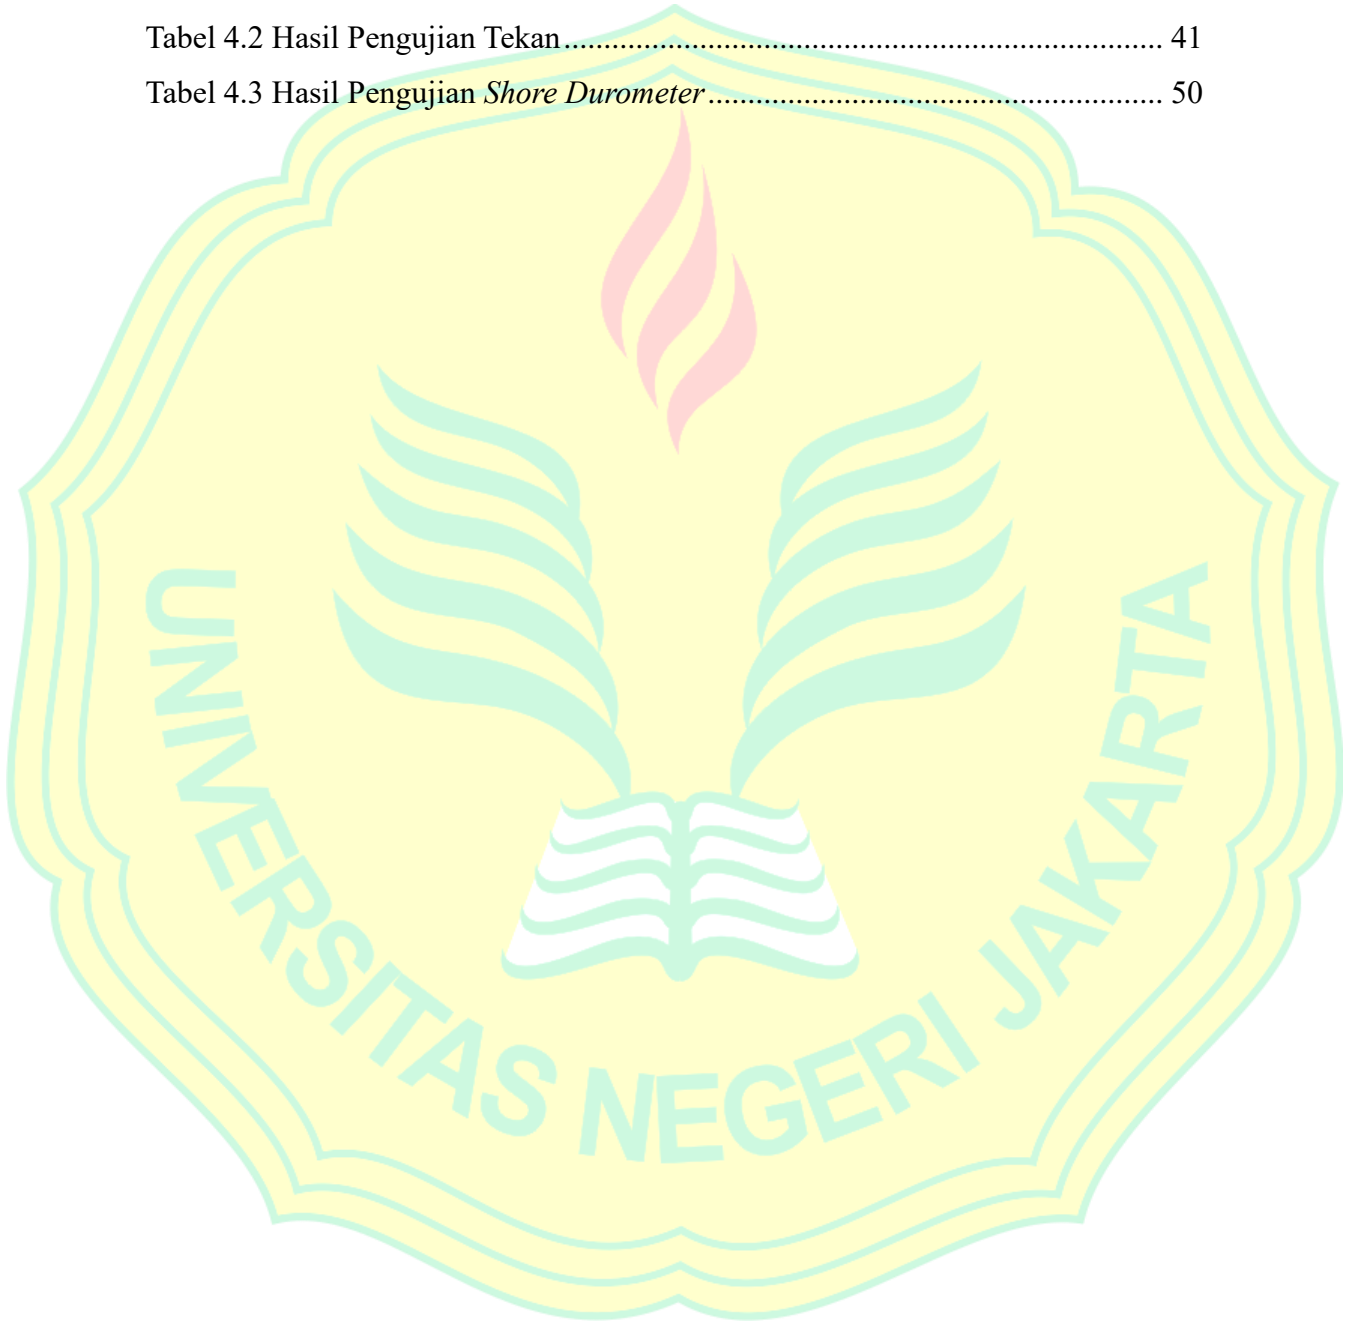 Tabel 4.2 Hasil Pengujian Tekan................................................................ 41
Tabel 4.3 Hasil Pengujian Shore Durometer................................................ 50
UNIVERSITAS NEGERI JAKARTA